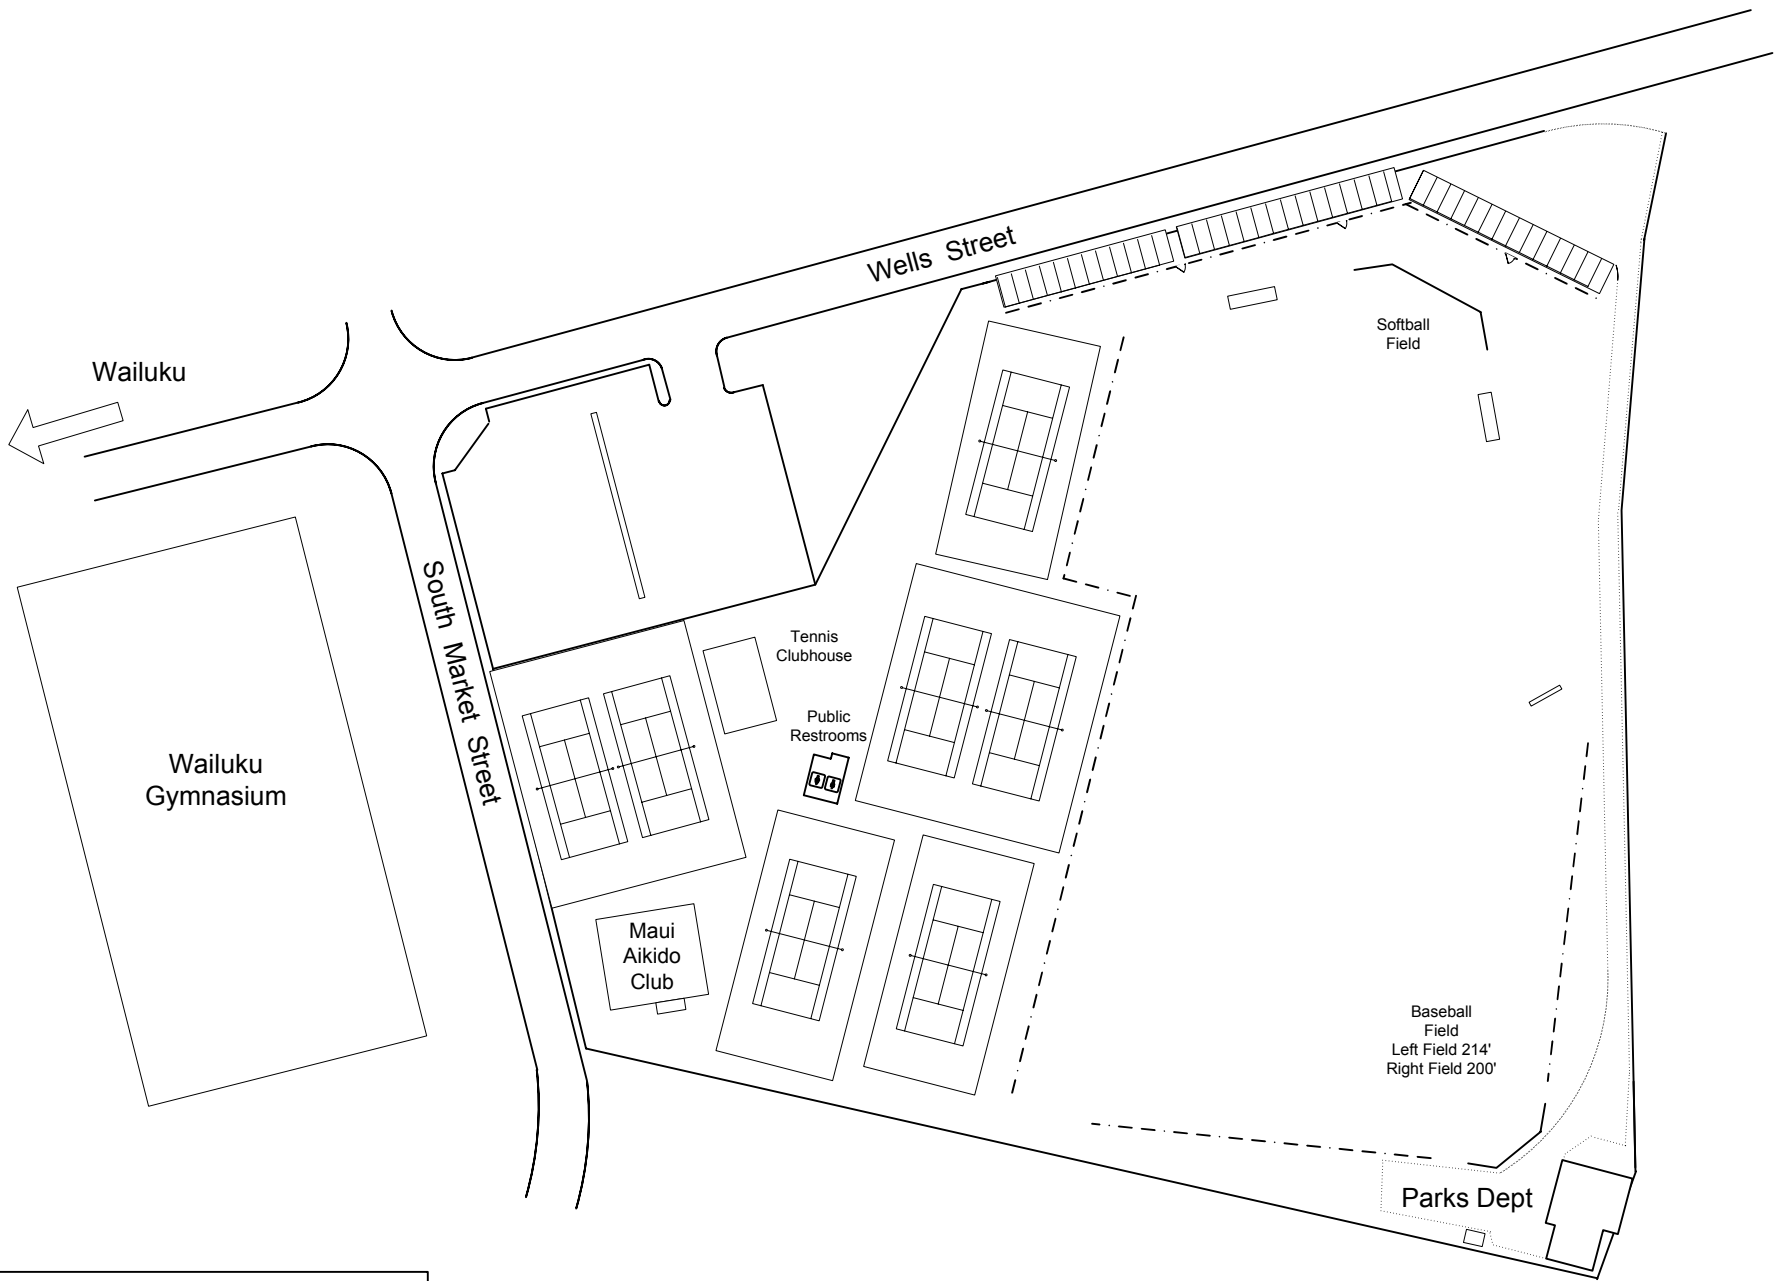 Wells Street
Wailuku
Softball
Field
South Market Street
Tennis
Clubhouse
Public
Restrooms
Wailuku
Gymnasium
Maui
Aikido
Club
Baseball
Field
Left Field 214'
Right Field 200'
Parks Dept